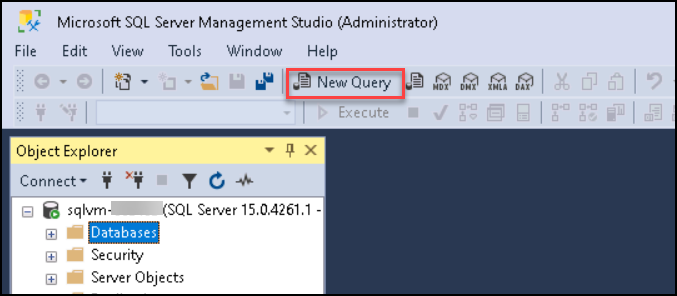 Microsoft SQL Server Management Studio (Administrator)
File Edit View Tools Window Help
New Query MDX DMX XMLA DAX
Execute
Object Explorer
Connect
sqlvm- (SQL Server 15.0.4261.1 -
Databases
Security
Server Objects